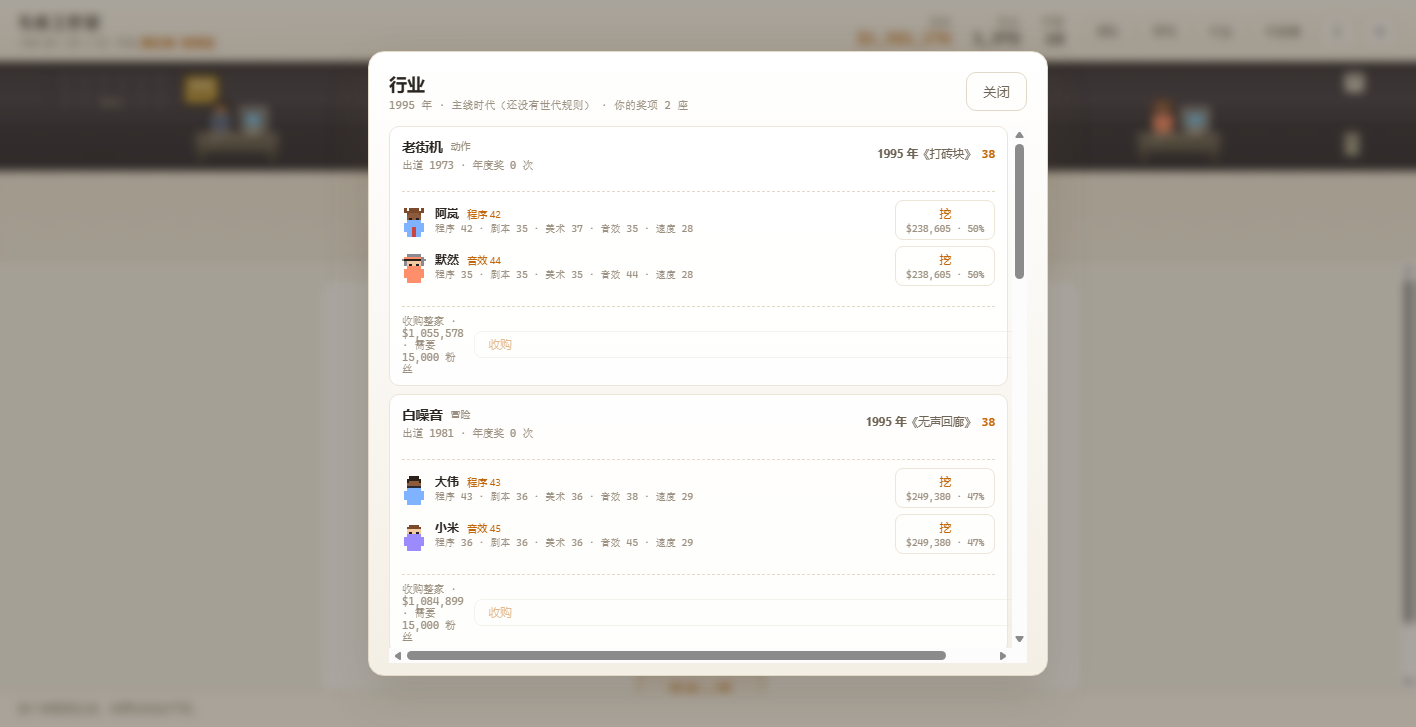 行业
关闭
1995 年 · 主线时代（还没有世代规则） · 你的奖项 2 座
老街机 动作
出道 1973 · 年度奖 0 次
1995 年《打砖块》 38
阿岚 程序 42
程序 42 · 剧本 35 · 美术 37 · 音效 35 · 速度 28
挖
$238,605 · 50%
默然 音效 44
程序 35 · 剧本 35 · 美术 35 · 音效 44 · 速度 28
挖
$238,605 · 50%
收购整家 ·
$1,055,578
· 需要
15,000 粉
丝
收购
白噪音 冒险
出道 1981 · 年度奖 0 次
1995 年《无声回廊》 38
大伟 程序 43
程序 43 · 剧本 36 · 美术 36 · 音效 38 · 速度 29
挖
$249,380 · 47%
小米 音效 45
程序 36 · 剧本 36 · 美术 36 · 音效 45 · 速度 29
挖
$249,380 · 47%
收购整家 ·
$1,084,899
· 需要
15,000 粉
丝
收购